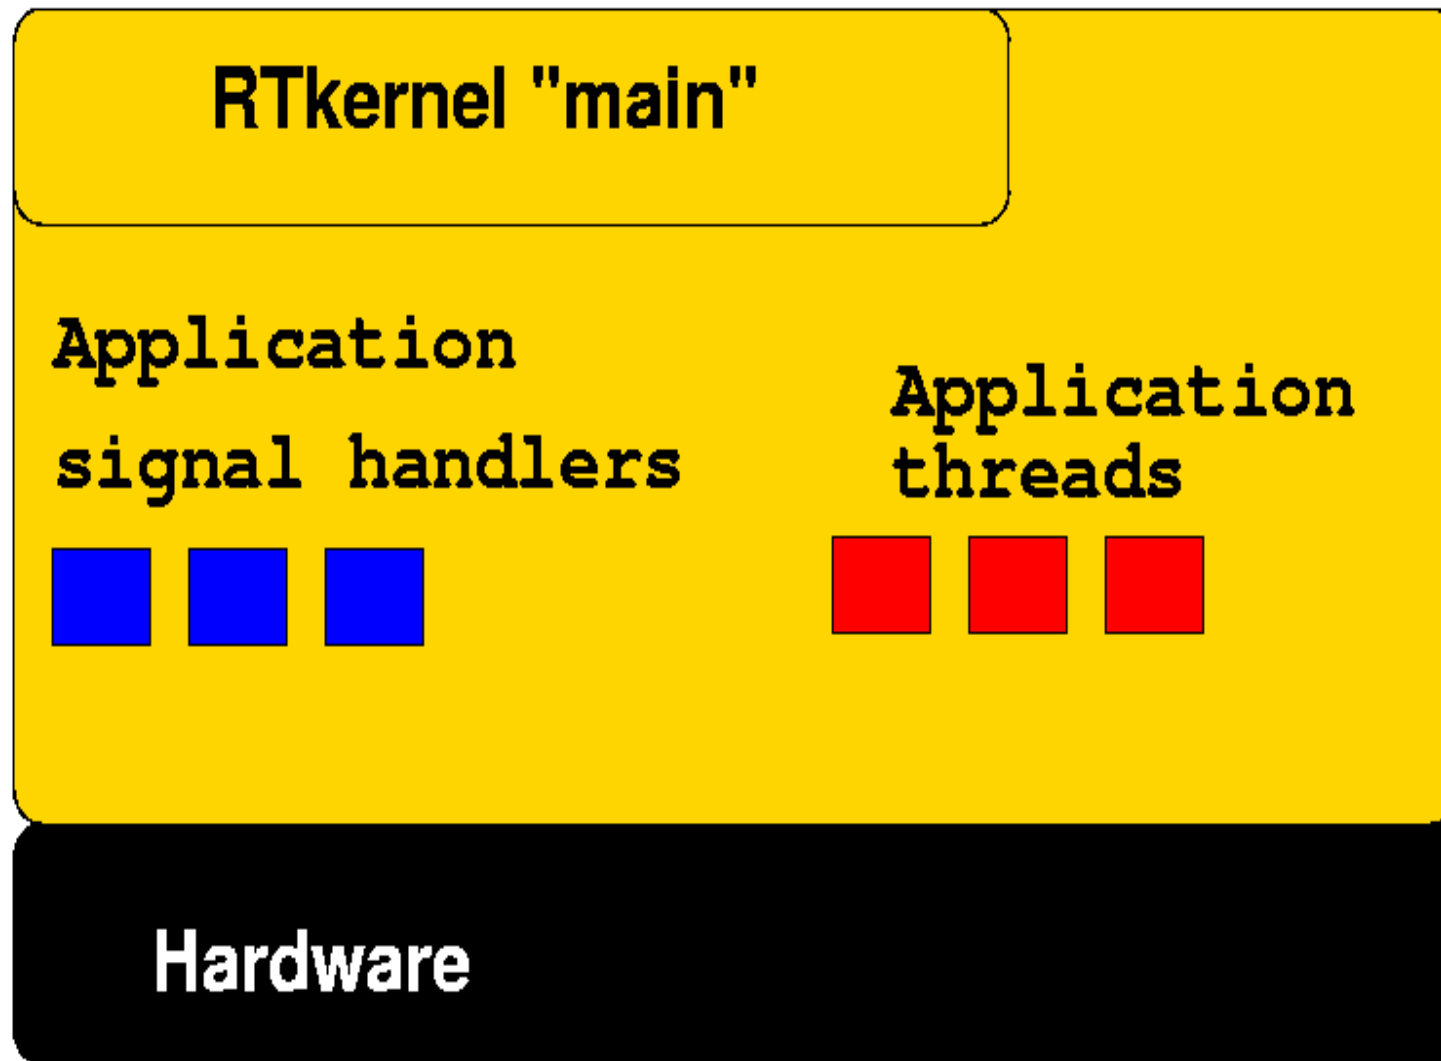 RTkernel "main"
Application
signal handlers
Application
threads
Hardware